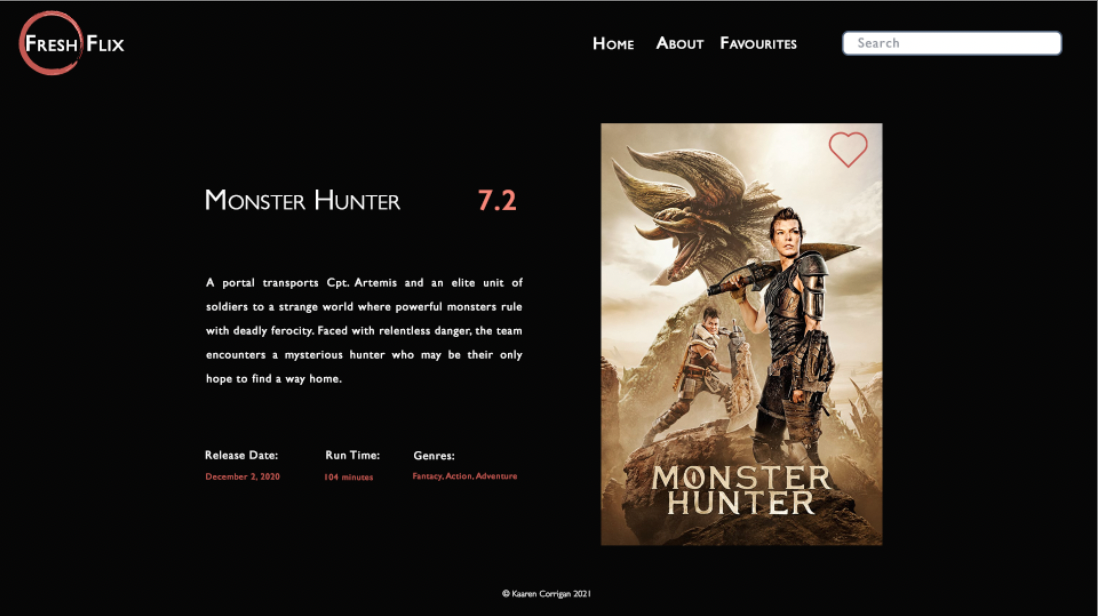 FRESH FLIX
HOME ABOUT FAVOURITES Search
MONSTER HUNTER 7.2
A portal transports Cpt. Artemis and an elite unit of
soldiers to a strange world where powerful monsters rule
with deadly ferocity. Faced with relentless danger, the team
encounters a mysterious hunter who may be their only
hope to find a way home.
Release Date: Run Time: Genres:
December 2, 2020 104 minutes Fantacy, Action, Adventure
MONSTER
HUNTER
© Kaaren Corrigan 2021